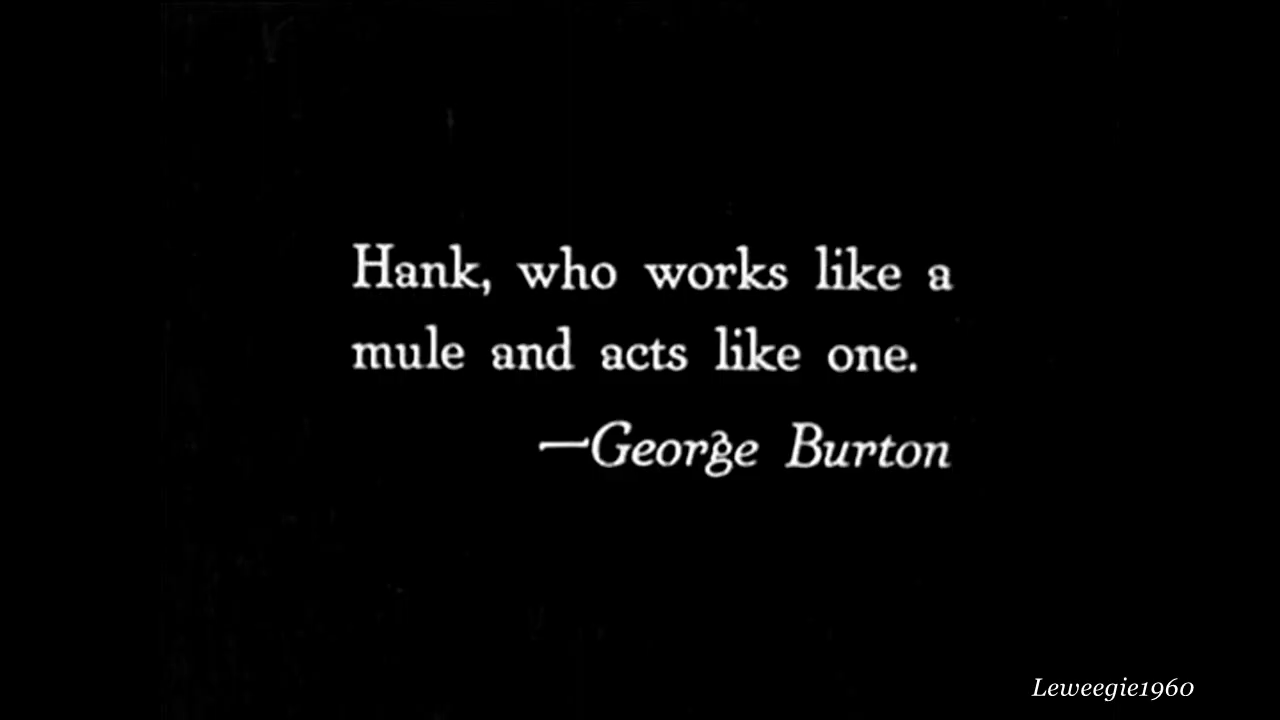 Hank, who works like a
mule and acts like one.
—George Burton
Leweegie1960